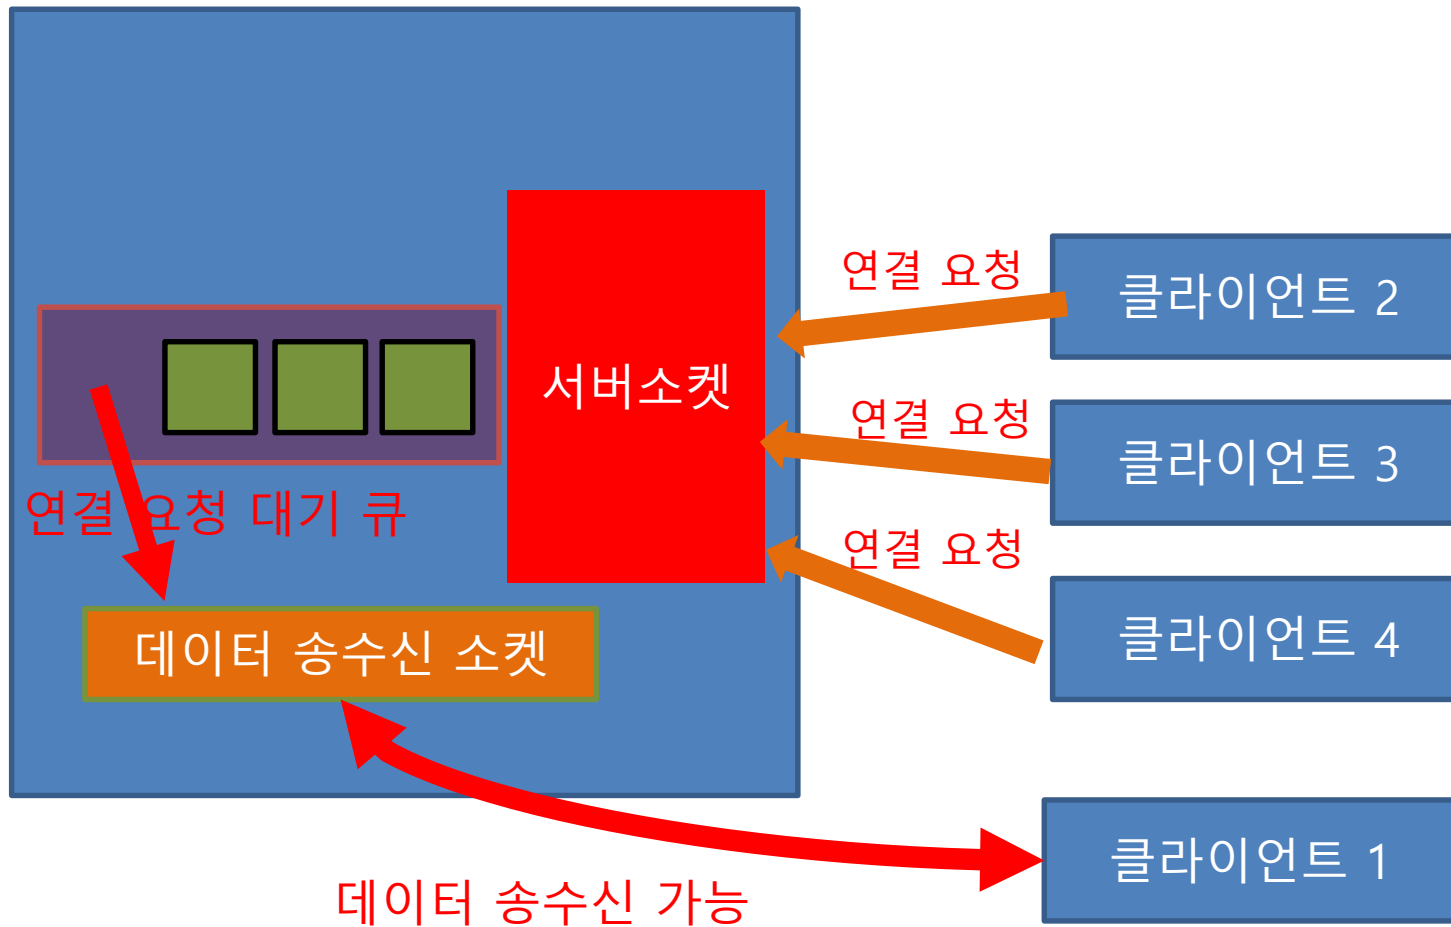 연결 요청
클라이언트 2
서버소켓
연결 요청
클라이언트 3
연결 요청 대기 큐
연결 요청
클라이언트 4
데이터 송수신 소켓
클라이언트 1
데이터 송수신 가능